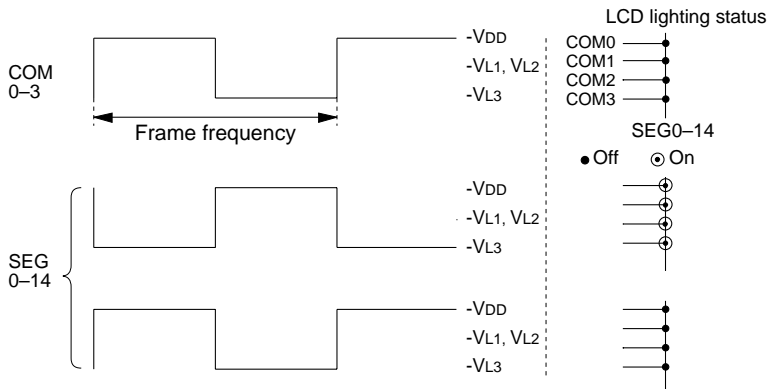 LCD lighting status
COM
0–3
-VDD
-VL1, VL2
-VL3
Frame frequency
COM0
COM1
COM2
COM3
SEG0–14
Off
On
SEG
0–14
-VDD
-VL1, VL2
-VL3
-VDD
-VL1, VL2
-VL3